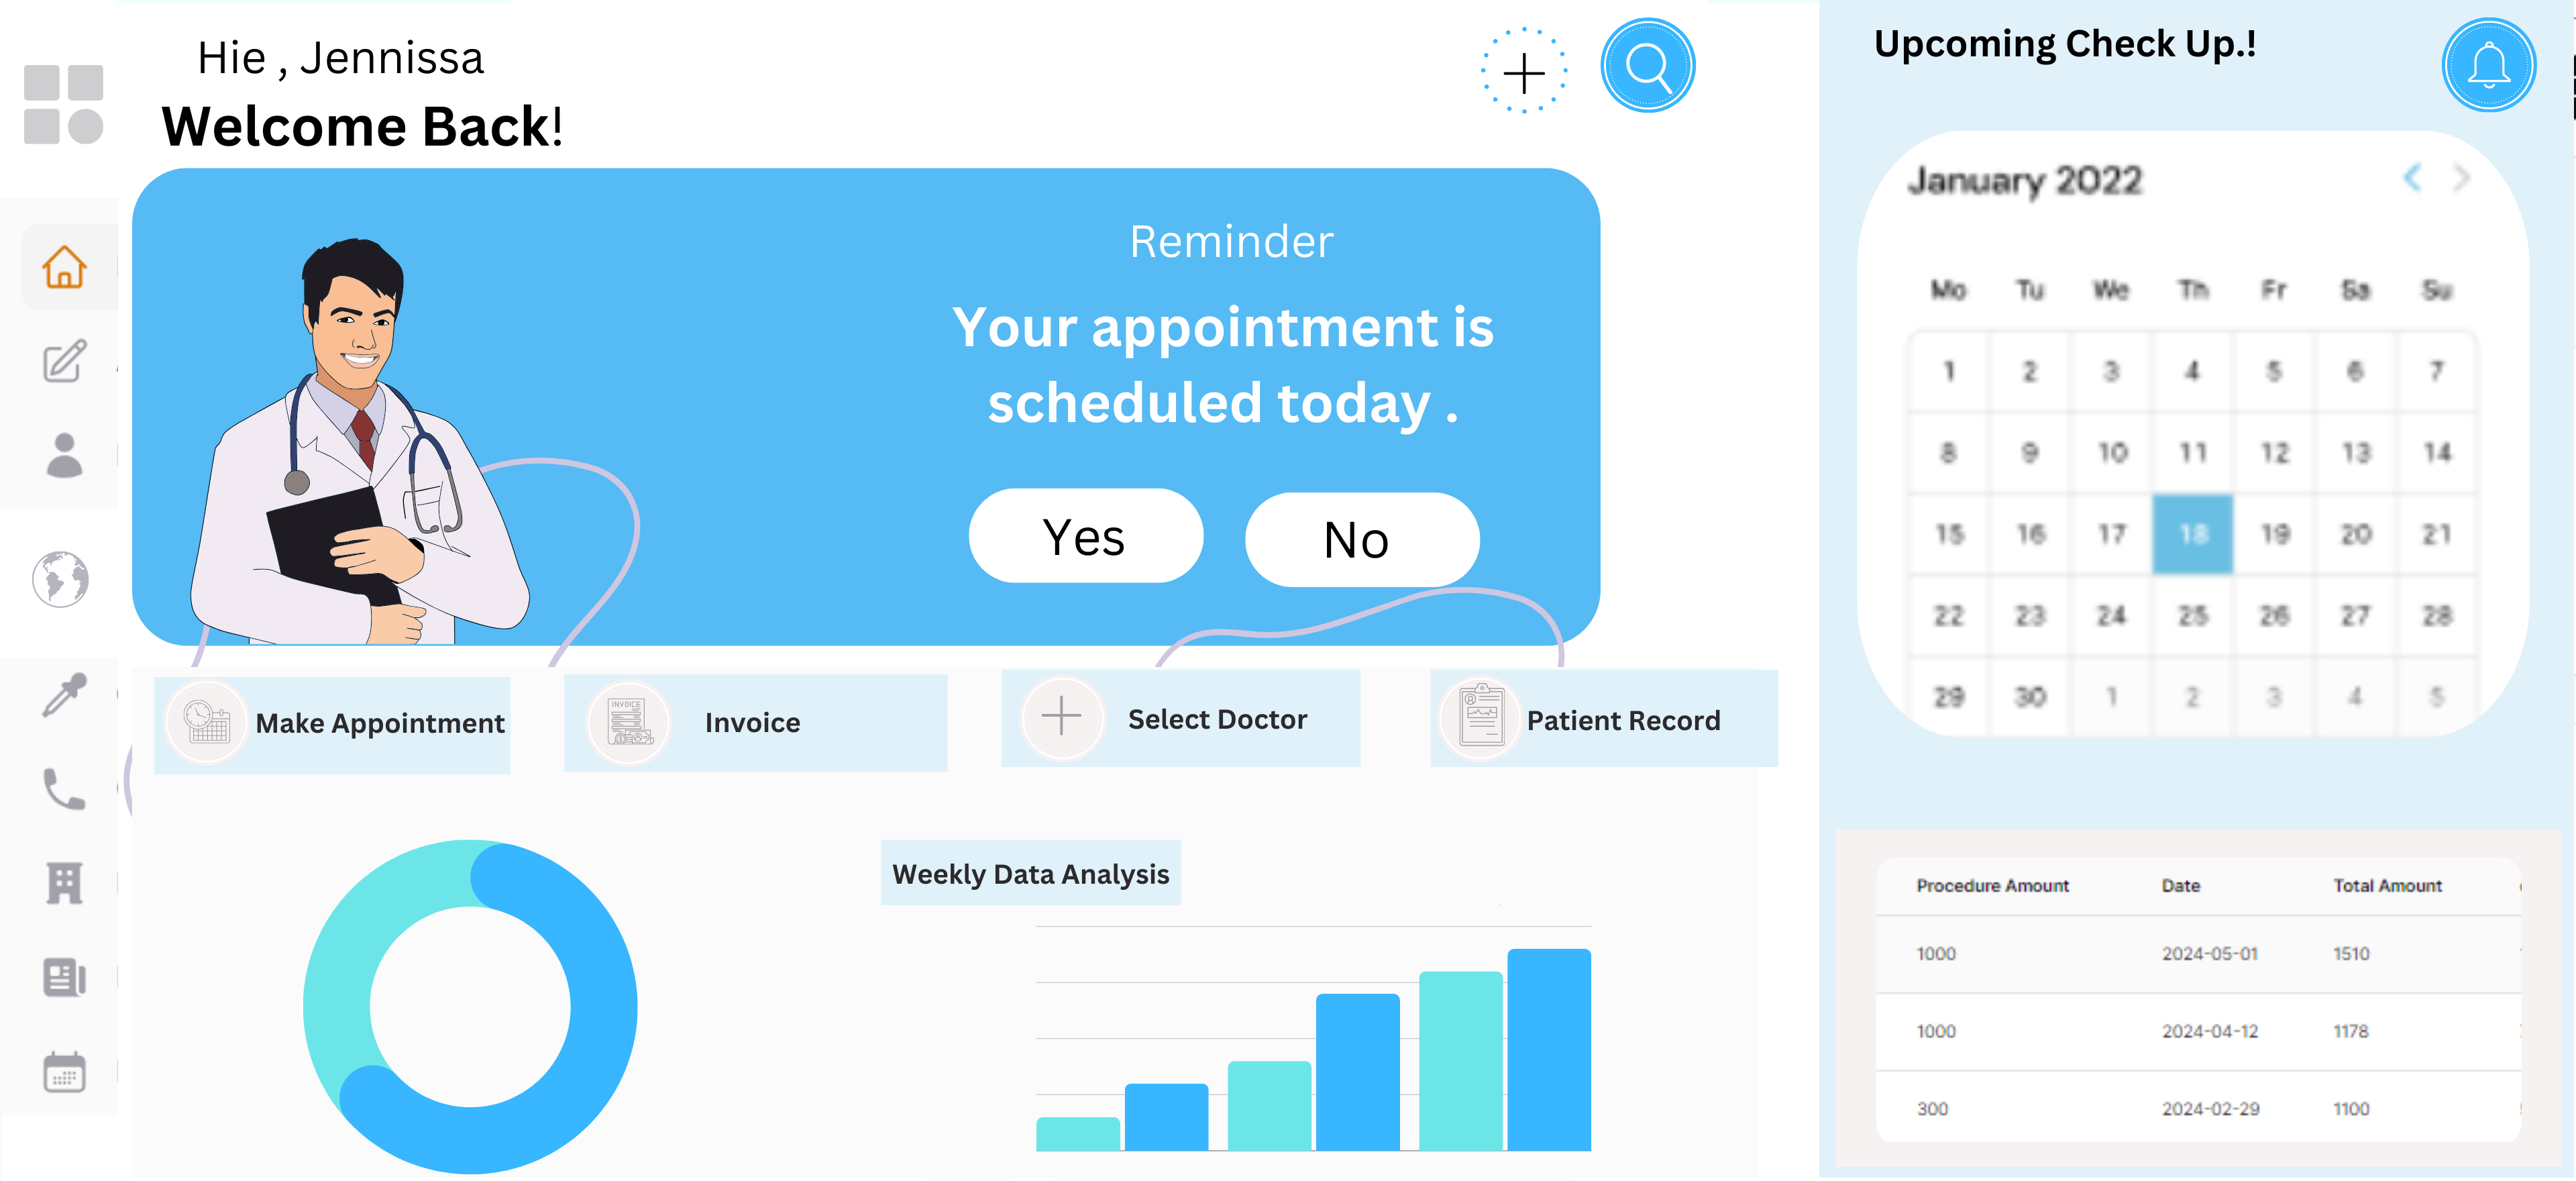 Hie , Jennissa
Welcome Back!
Reminder
Your appointment is
scheduled today .
Yes
No
Make Appointment
INVOICE
Invoice
Select Doctor
Patient Record
Weekly Data Analysis
Upcoming Check Up.!
January 2022
Mo Tu We Th Fr Sa Su
1 2 3 4 5 6 7
8 9 10 11 12 13 14
15 16 17 18 19 20 21
22 23 24 25 26 27 28
29 30 1 2 3 4 5
Procedure Amount Date Total Amount
1000 2024-05-01 1510
1000 2024-04-12 1178
300 2024-02-29 1100